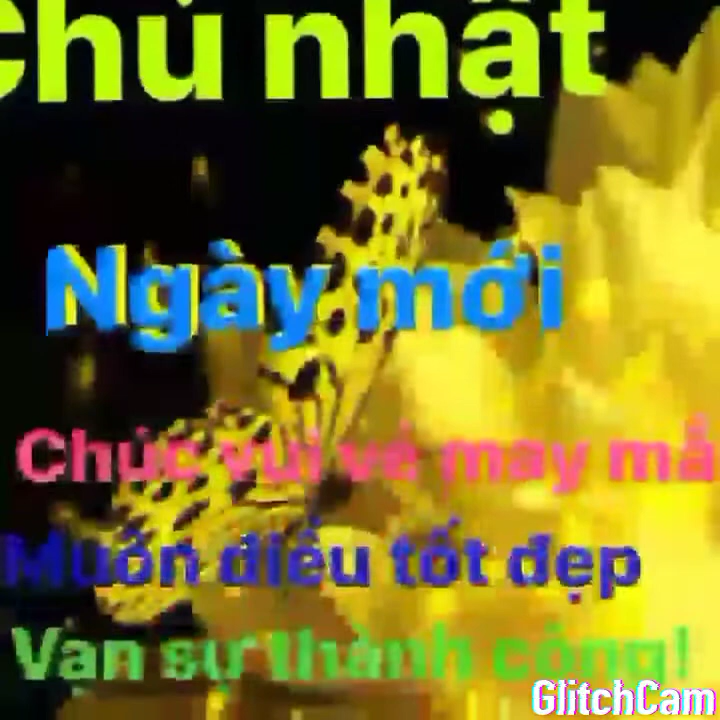 Chủ nhật
Ngày mới
Chúc vui vẻ may mắ
Muôn điều tốt đẹp
Vạn sự thành công!
GlitchCam